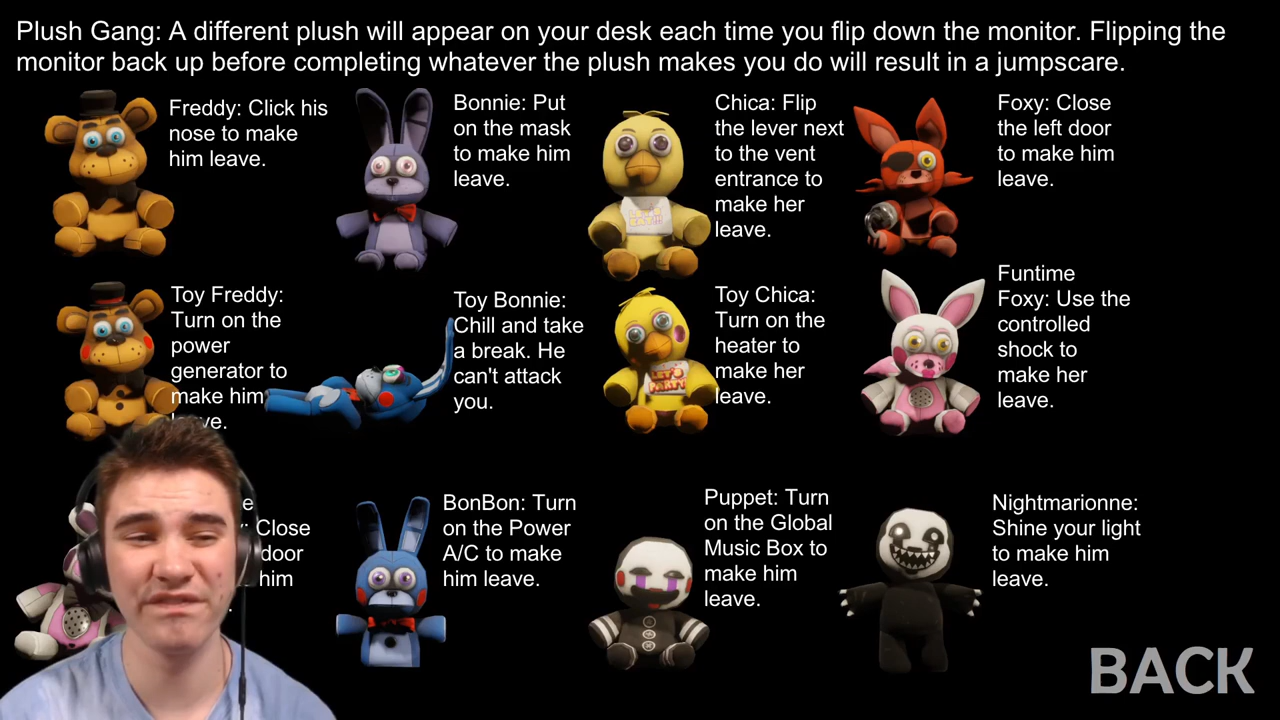 Plush Gang: A different plush will appear on your desk each time you flip down the monitor. Flipping the
monitor back up before completing whatever the plush makes you do will result in a jumpscare.
Freddy: Click his
nose to make
him leave.
Bonnie: Put
on the mask
to make him
leave.
Chica: Flip
the lever next
to the vent
entrance to
make her
leave.
Foxy: Close
the left door
to make him
leave.
Toy Freddy:
Turn on the
power
generator to
make him
leave.
Toy Bonnie:
Chill and take
a break. He
can't attack
you.
Toy Chica:
Turn on the
heater to
make her
leave.
LET'S
PARTY
Funtime
Foxy: Use the
controlled
shock to
make her
leave.
Close
door
him
BonBon: Turn
on the Power
A/C to make
him leave.
Puppet: Turn
on the Global
Music Box to
make him
leave.
Nightmarionne:
Shine your light
to make him
leave.
BACK